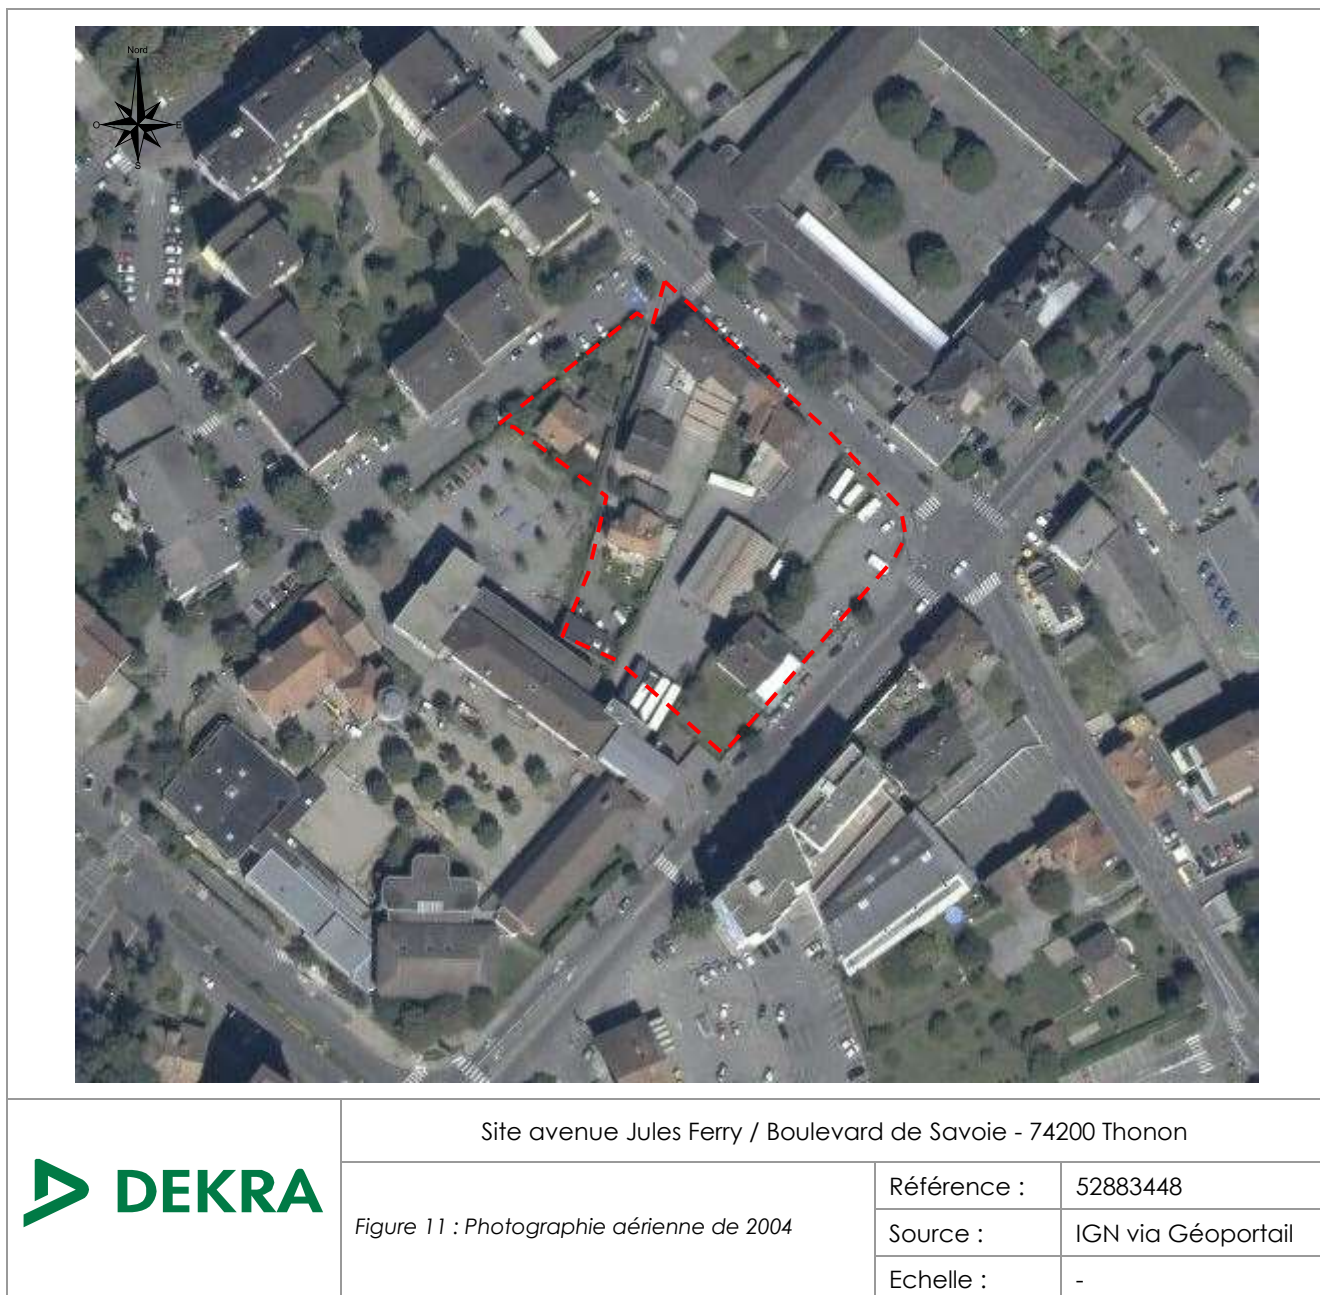 Nord
O
E
S
Site avenue Jules Ferry / Boulevard de Savoie - 74200 Thonon
DEKRA
Figure 11 : Photographie aérienne de 2004
Référence : 52883448
Source : IGN via Géoportail
Echelle : -